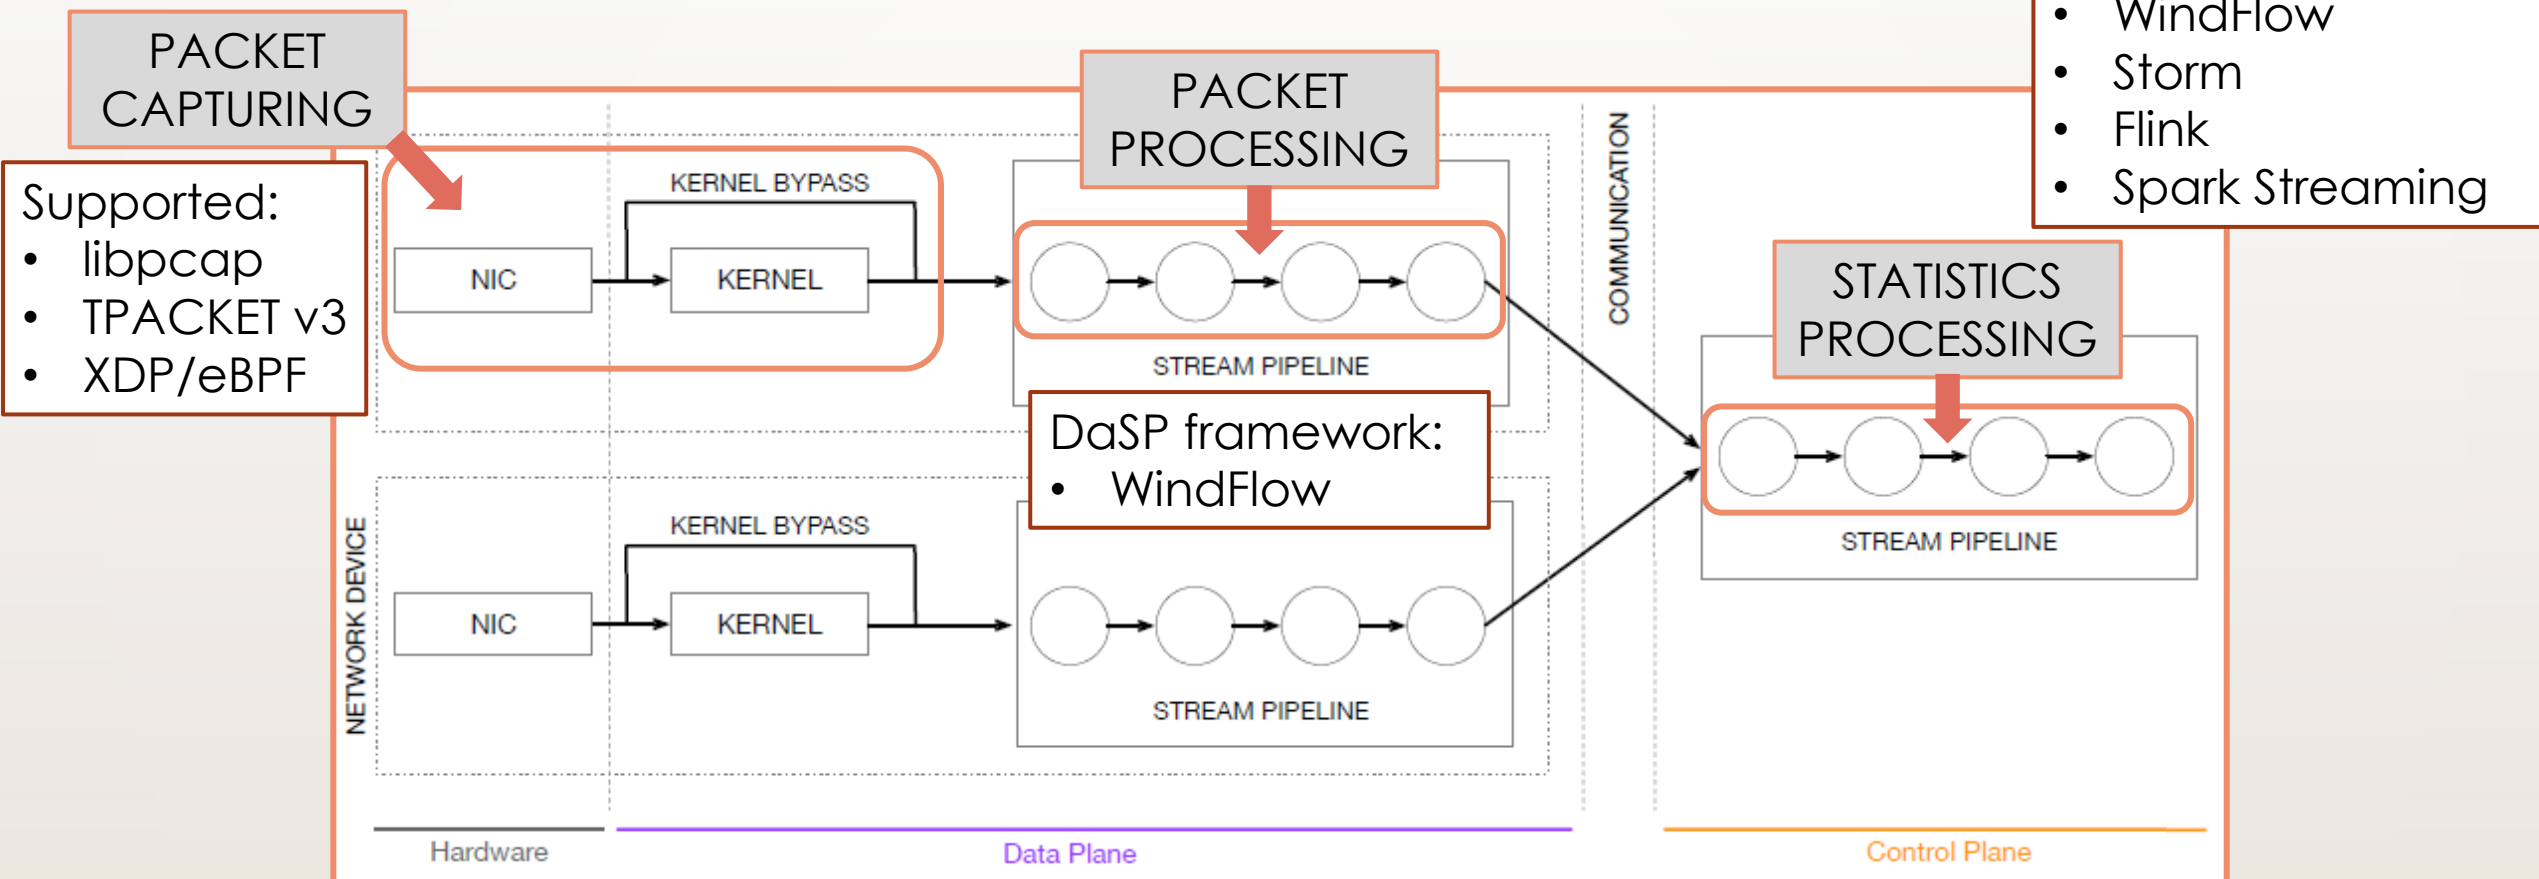 PACKET
CAPTURING
Supported:
• libpcap
• TPACKET v3
• XDP/eBPF
PACKET
PROCESSING
• WindFlow
• Storm
• Flink
• Spark Streaming
KERNEL BYPASS
NIC
KERNEL
STREAM PIPELINE
COMMUNICATION
STATISTICS
PROCESSING
STREAM PIPELINE
DaSP framework:
• WindFlow
NETWORK DEVICE
KERNEL BYPASS
NIC
KERNEL
STREAM PIPELINE
Hardware
Data Plane
Control Plane